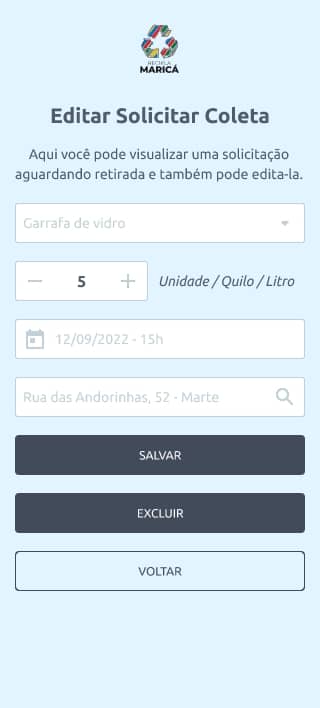 RECICLA
MARICÁ
Editar Solicitar Coleta
Aqui você pode visualizar uma solicitação
aguardando retirada e também pode edita-la.
Garrafa de vidro
5 Unidade / Quilo / Litro
12/09/2022 - 15h
Rua das Andorinhas, 52 - Marte
SALVAR
EXCLUIR
VOLTAR